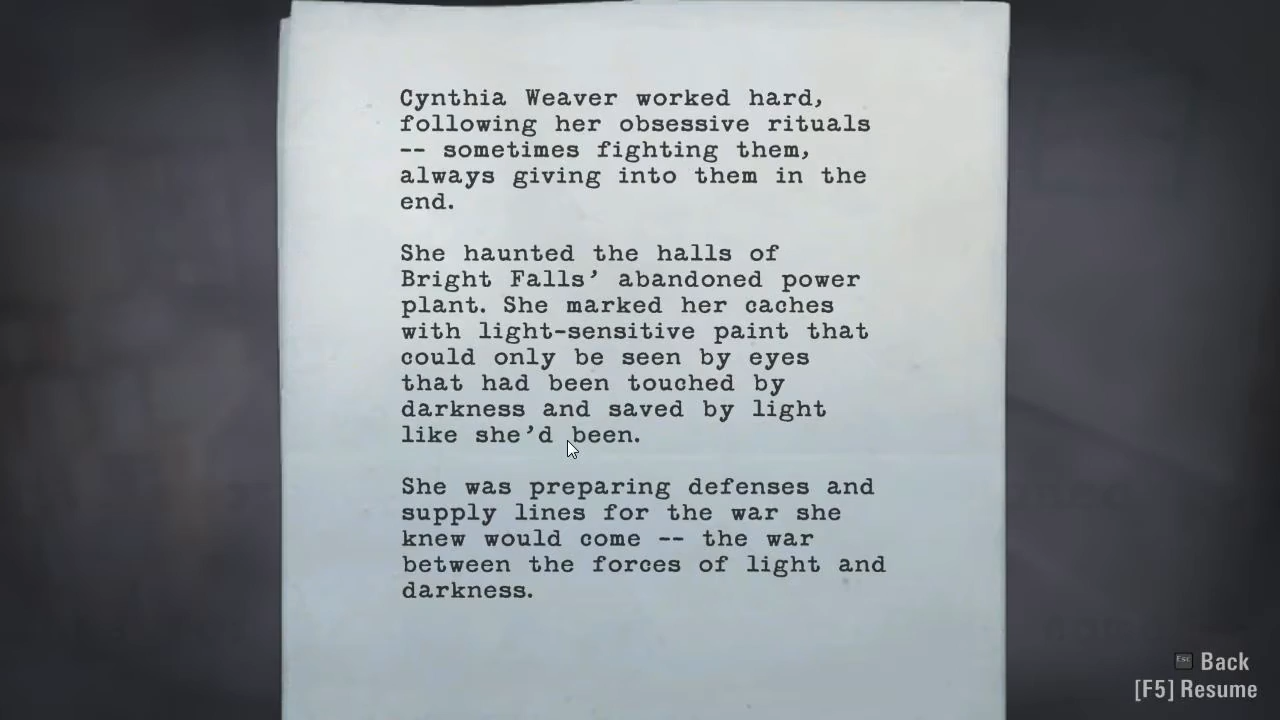 Cynthia Weaver worked hard,
following her obsessive rituals
-- sometimes fighting them,
always giving into them in the
end.
She haunted the halls of
Bright Falls’ abandoned power
plant. She marked her caches
with light-sensitive paint that
could only be seen by eyes
that had been touched by
darkness and saved by light
like she’d been.
She was preparing defenses and
supply lines for the war she
knew would come -- the war
between the forces of light and
darkness.
Esc Back
[F5] Resume